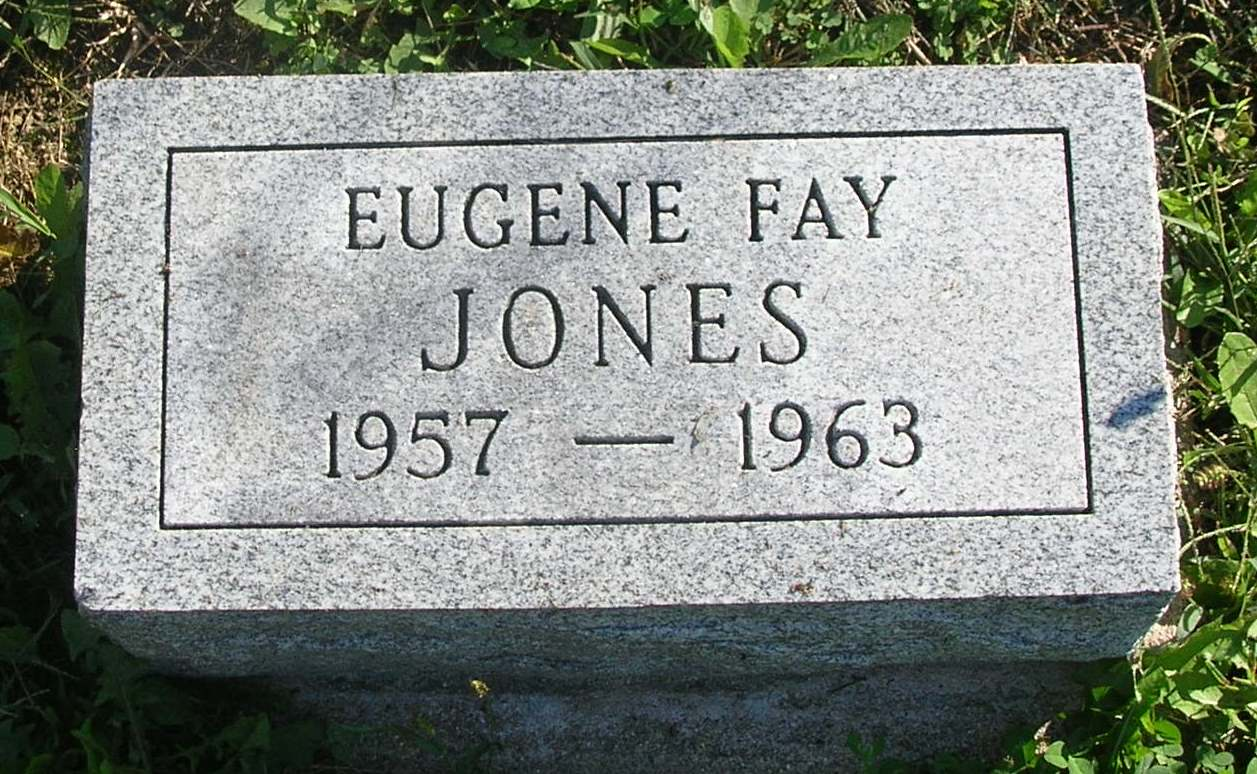 EUGENE FAY
JONES
1957 — 1963